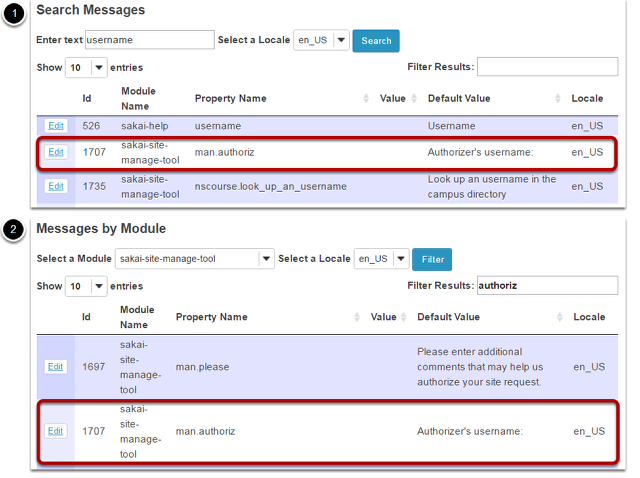 1
Search Messages
Enter text username Select a Locale en_US Search
Show 10 entries Filter Results:
Id Module Name Property Name Value Default Value Locale
Edit 526 sakai-help username Username en_US
Edit 1707 sakai-site-manage-tool man.authoriz Authorizer's username: en_US
Edit 1735 sakai-site-manage-tool nscourse.look_up_an_username Look up an username in the campus directory en_US
2
Messages by Module
Select a Module sakai-site-manage-tool Select a Locale en_US Filter
Show 10 entries Filter Results: authoriz
Id Module Name Property Name Value Default Value Locale
Edit 1697 sakai-site-manage-tool man.please Please enter additional comments that may help us authorize your site request. en_US
Edit 1707 sakai-site-manage-tool man.authoriz Authorizer's username: en_US